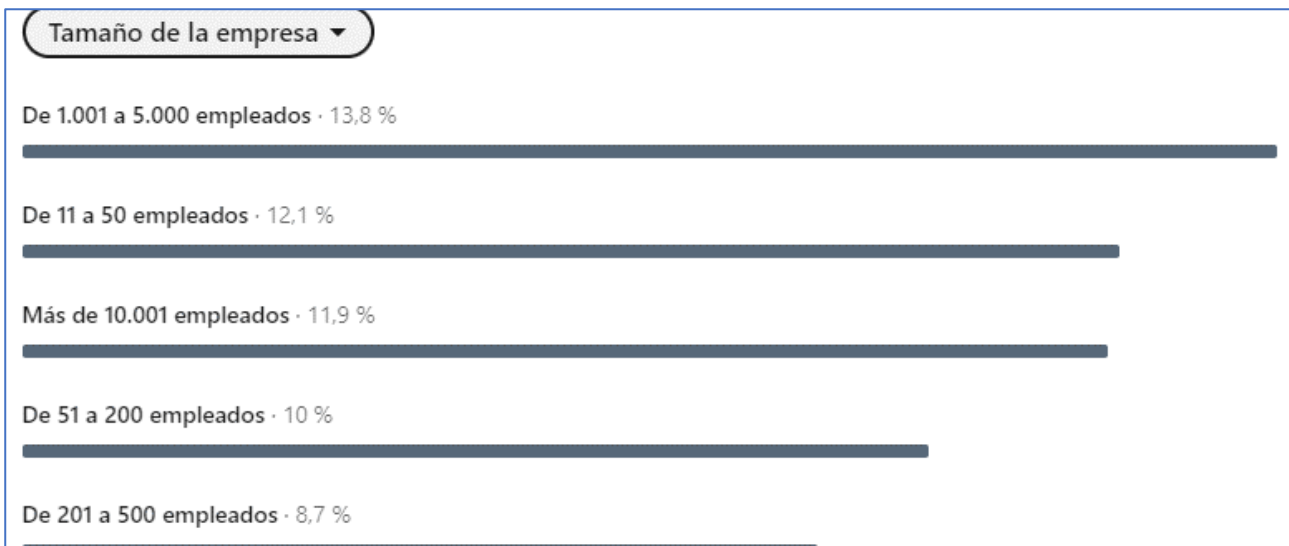 Tamaño de la empresa
De 1.001 a 5.000 empleados · 13,8 %
De 11 a 50 empleados · 12,1 %
Más de 10.001 empleados · 11,9 %
De 51 a 200 empleados · 10 %
De 201 a 500 empleados · 8,7 %